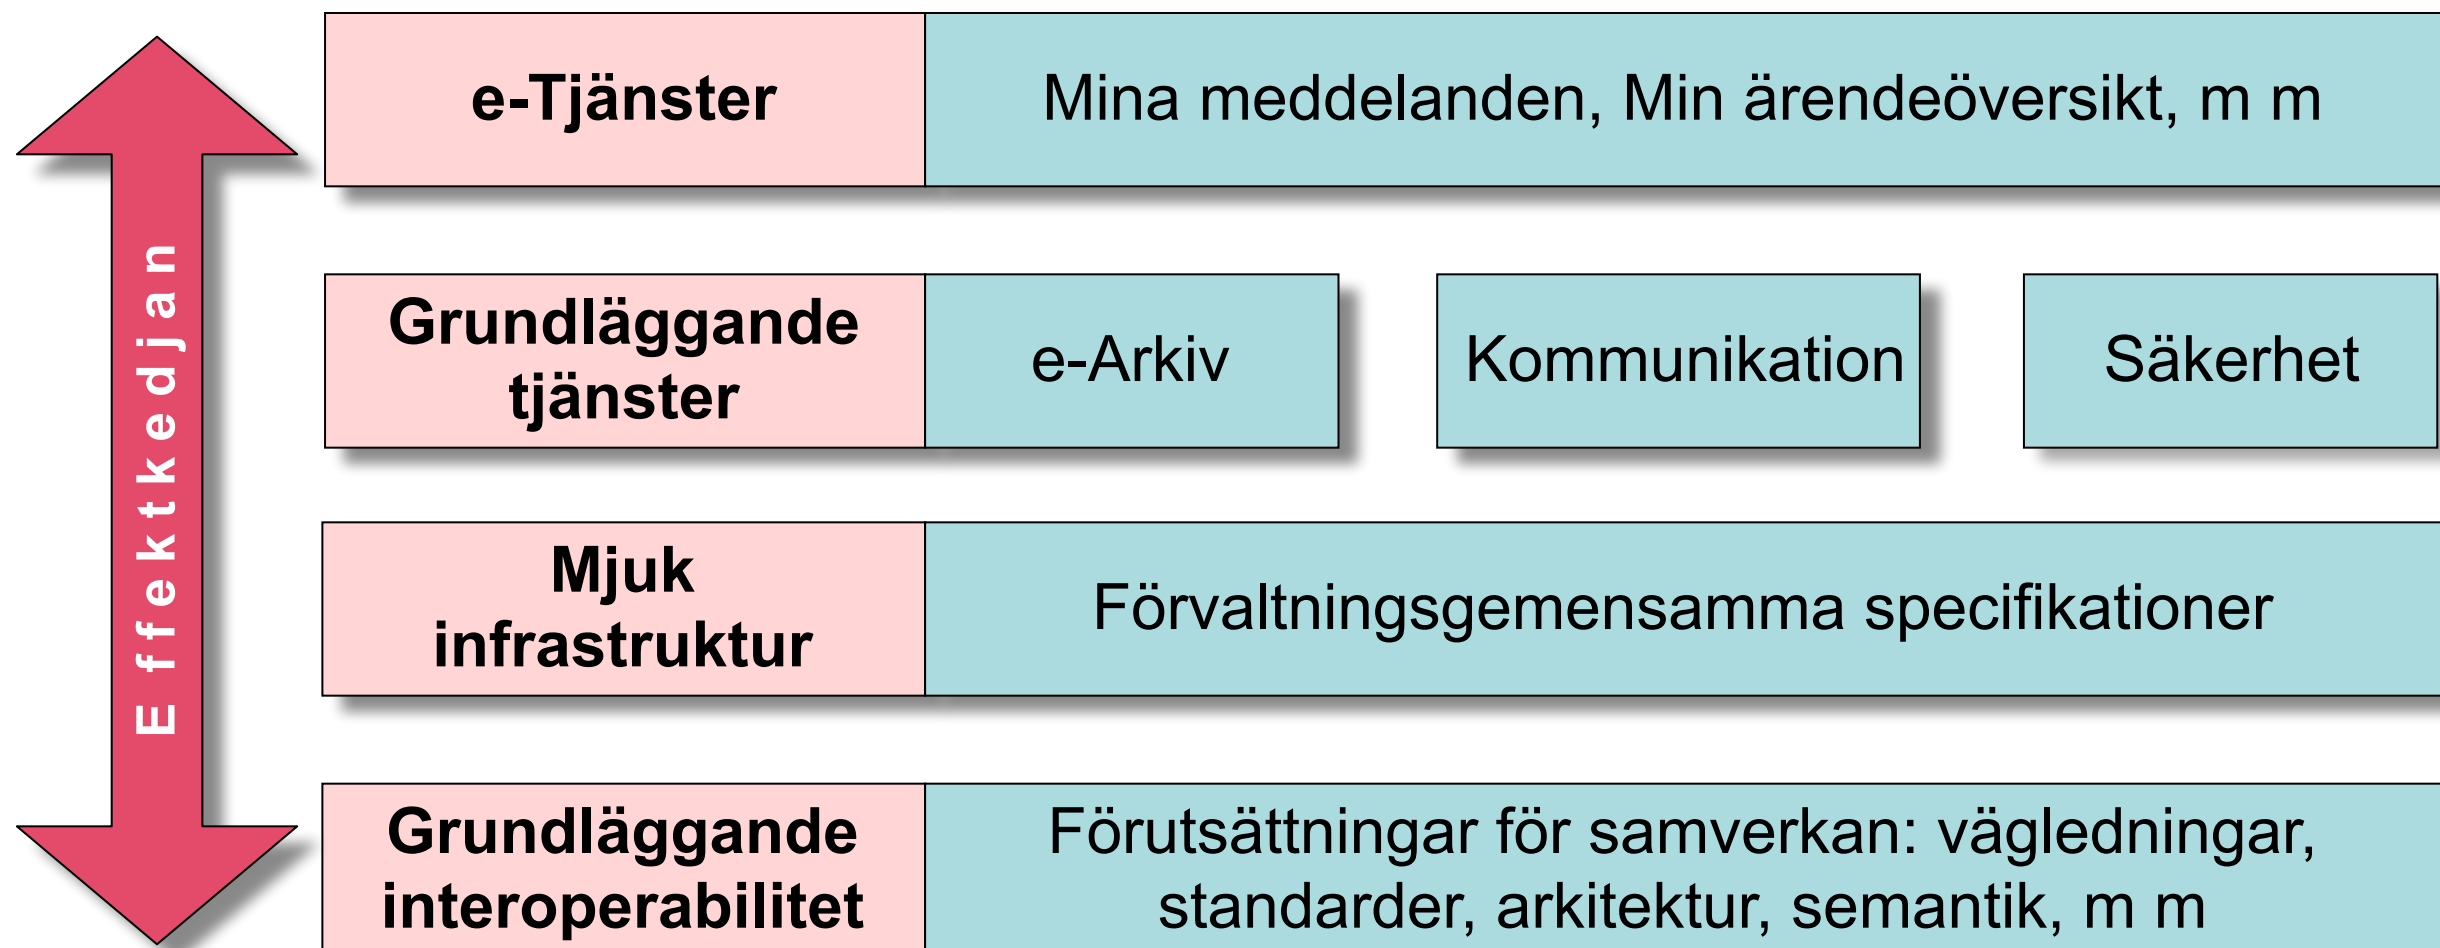 Effektkedjan
e-Tjänster
Mina meddelanden, Min ärendeöversikt, m m
Grundläggande
tjänster
e-Arkiv
Kommunikation
Säkerhet
Mjuk
infrastruktur
Förvaltningsgemensamma specifikationer
Grundläggande
interoperabilitet
Förutsättningar för samverkan: vägledningar,
standarder, arkitektur, semantik, m m